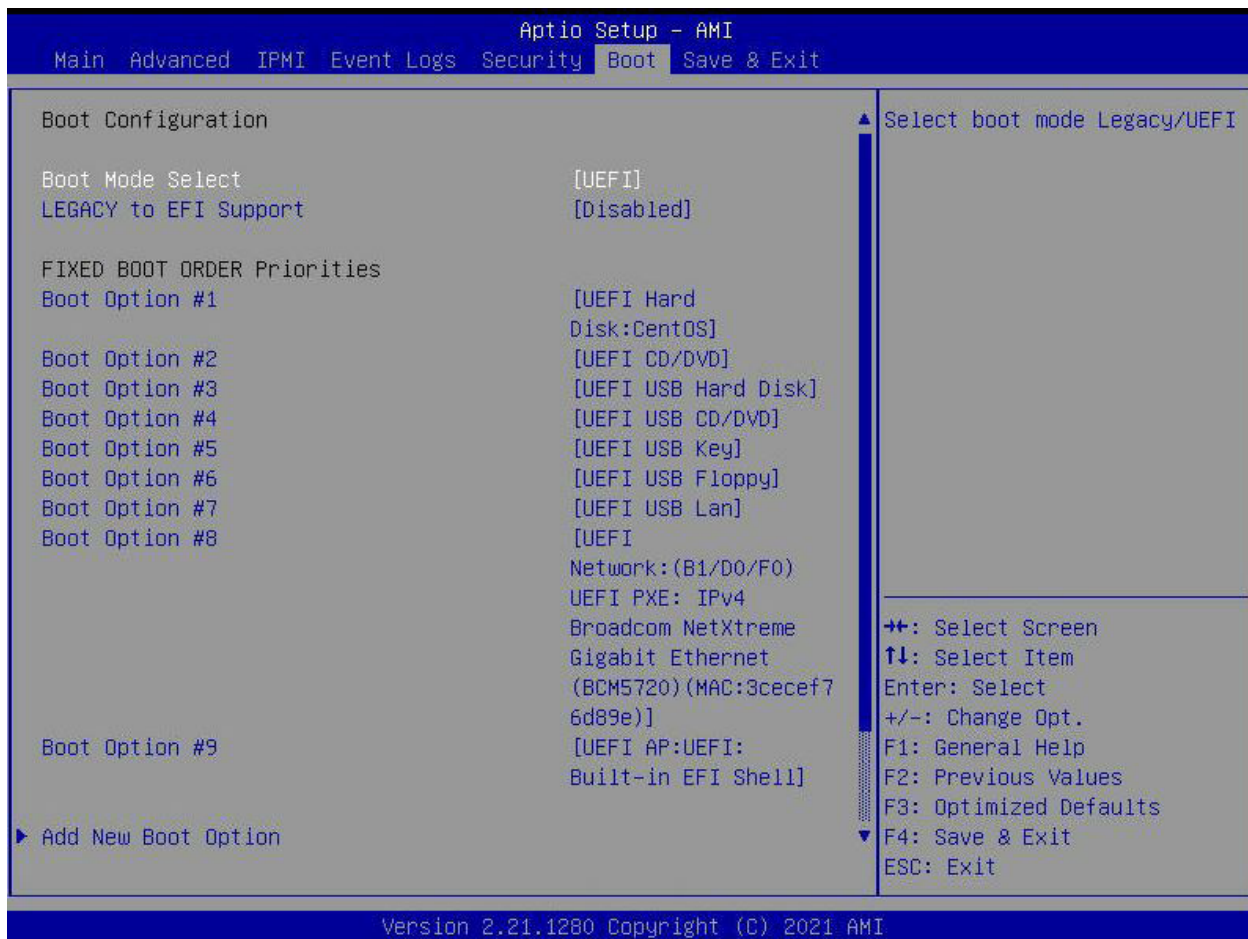 Aptio Setup – AMI
Main Advanced IPMI Event Logs Security Boot Save & Exit
Boot Configuration
Boot Mode Select [UEFI]
LEGACY to EFI Support [Disabled]
FIXED BOOT ORDER Priorities
Boot Option #1 [UEFI Hard
Disk:CentOS]
Boot Option #2 [UEFI CD/DVD]
Boot Option #3 [UEFI USB Hard Disk]
Boot Option #4 [UEFI USB CD/DVD]
Boot Option #5 [UEFI USB Key]
Boot Option #6 [UEFI USB Floppy]
Boot Option #7 [UEFI USB Lan]
Boot Option #8 [UEFI
Network:(B1/D0/F0)
UEFI PXE: IPv4
Broadcom NetXtreme
Gigabit Ethernet
(BCM5720)(MAC:3cecef7
6d89e)]
Boot Option #9 [UEFI AP:UEFI:
Built-in EFI Shell]
Add New Boot Option
Select boot mode Legacy/UEFI
→←: Select Screen
↑↓: Select Item
Enter: Select
+/-: Change Opt.
F1: General Help
F2: Previous Values
F3: Optimized Defaults
F4: Save & Exit
ESC: Exit
Version 2.21.1280 Copyright (C) 2021 AMI